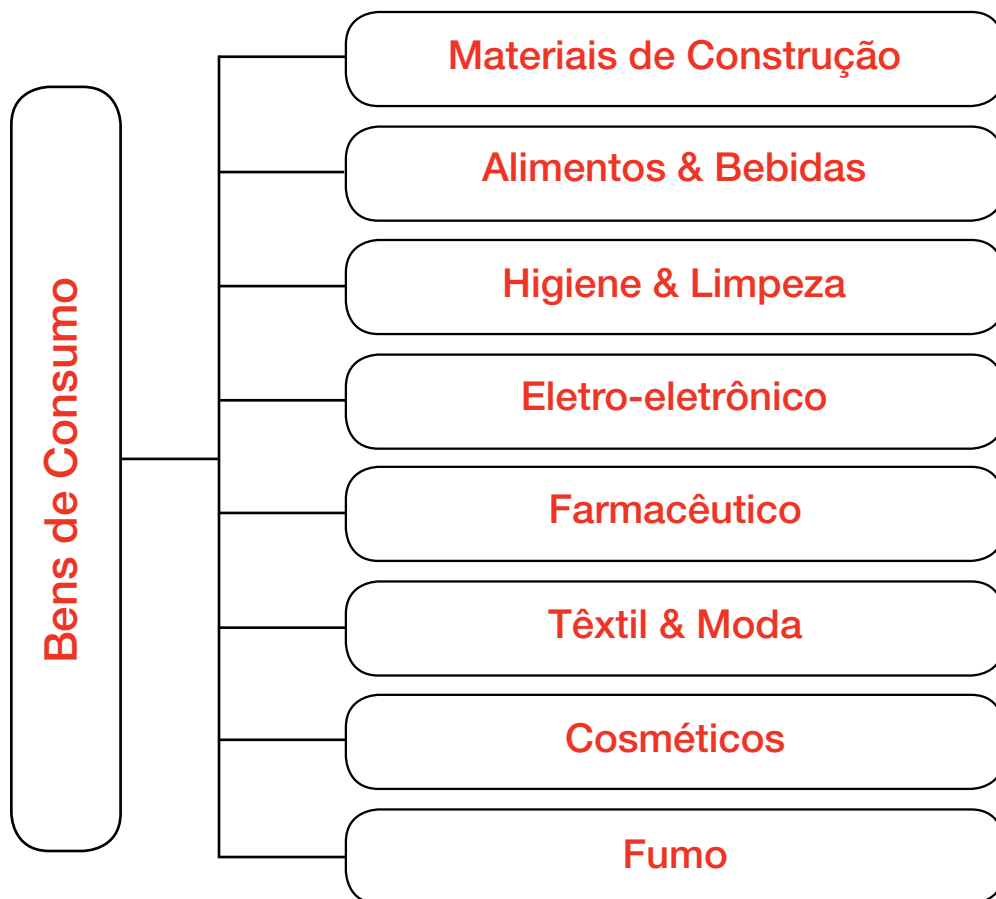 Bens de Consumo
Materiais de Construção
Alimentos & Bebidas
Higiene & Limpeza
Eletro-eletrônico
Farmacêutico
Têxtil & Moda
Cosméticos
Fumo